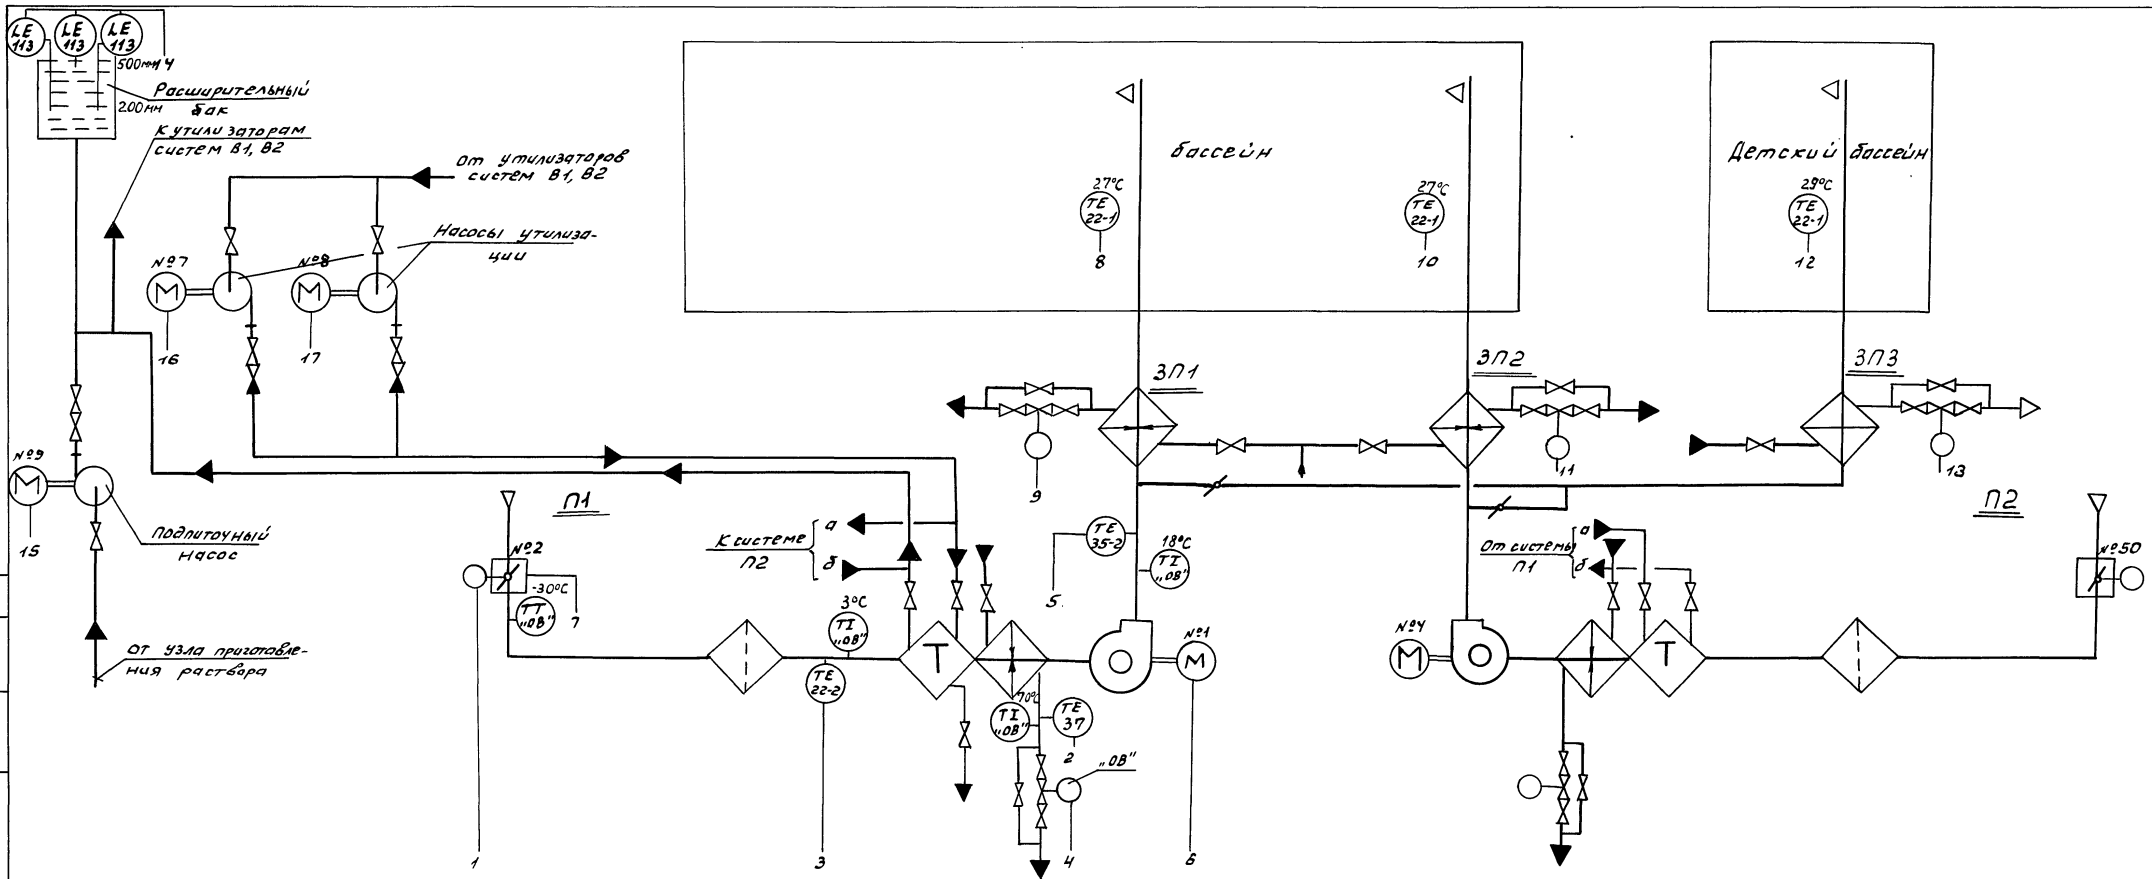 LE
113
LE
113
LE
113
500мм
14
Расширительный
бак
200мм
К утилизаторам
систем В1, В2
от утилизаторов
систем В1, В2
Насосы утилиза-
ции
№7
М
16
№8
М
17
№9
М
15
Подпиточный
насос
от узла приготавле-
ния раствора
бассейн
27°С
TE
22-1
8
27°С
TE
22-1
10
Детский бассейн
29°С
TE
22-1
12
ЗП1
ЗП2
ЗП3
9
11
13
П1
№2
-30°С
TT
"ОВ"
7
1
К системе
П2
а
б
TE
35-2
5
18°С
TI
"ОВ"
3°С
TI
"ОВ"
TE
22-2
3
Т
70°С
TI
"ОВ"
TE
37
2
"ОВ"
4
№1
М
6
От системы
П1
а
б
№4
М
Т
П2
№50